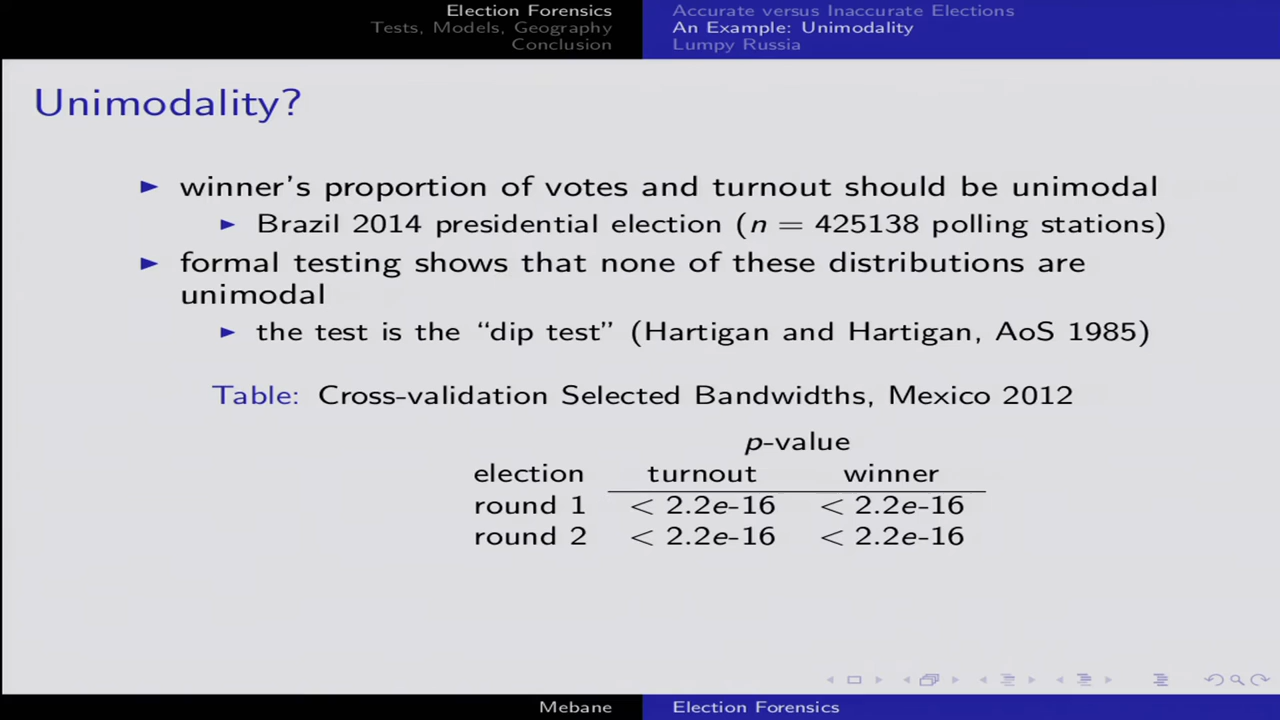 Election Forensics
Tests, Models, Geography
Conclusion
Accurate versus Inaccurate Elections
An Example: Unimodality
Lumpy Russia
Unimodality?
winner's proportion of votes and turnout should be unimodal
Brazil 2014 presidential election (n = 425138 polling stations)
formal testing shows that none of these distributions are
unimodal
the test is the “dip test” (Hartigan and Hartigan, AoS 1985)
Table: Cross-validation Selected Bandwidths, Mexico 2012
p-value
election turnout winner
round 1 < 2.2e-16 < 2.2e-16
round 2 < 2.2e-16 < 2.2e-16
Mebane Election Forensics